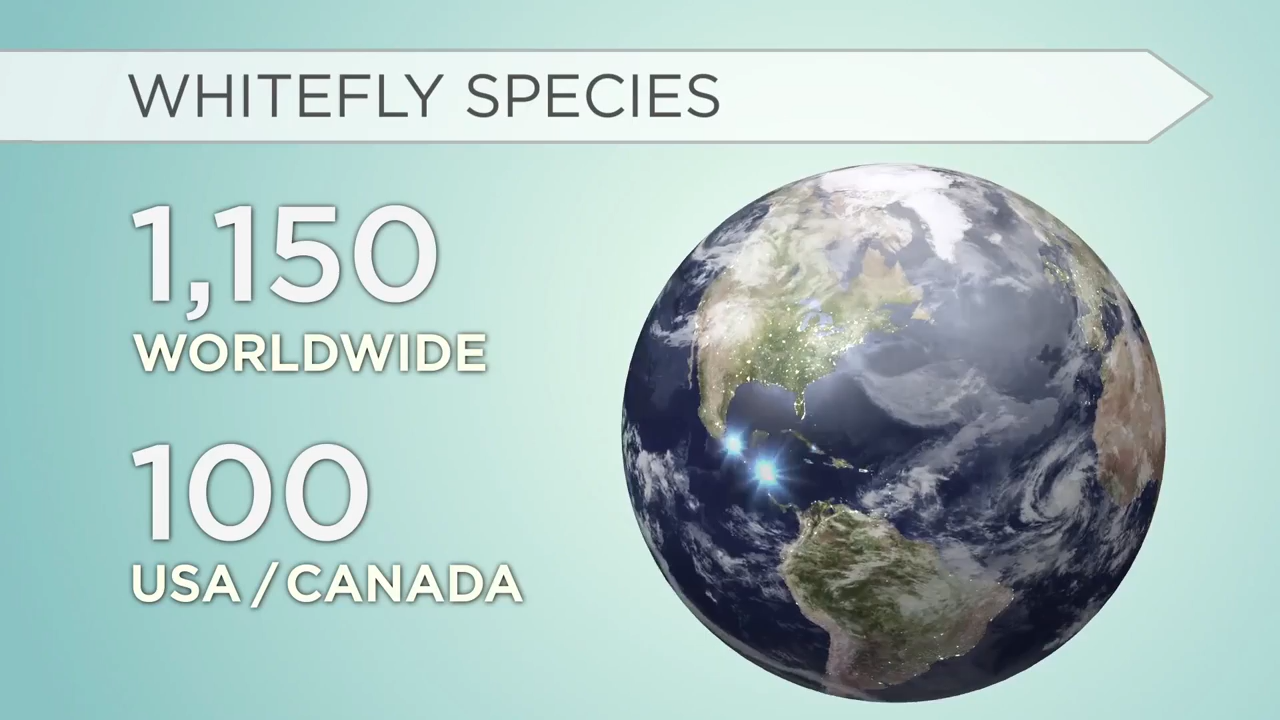 WHITEFLY SPECIES
1,150
WORLDWIDE
100
USA / CANADA